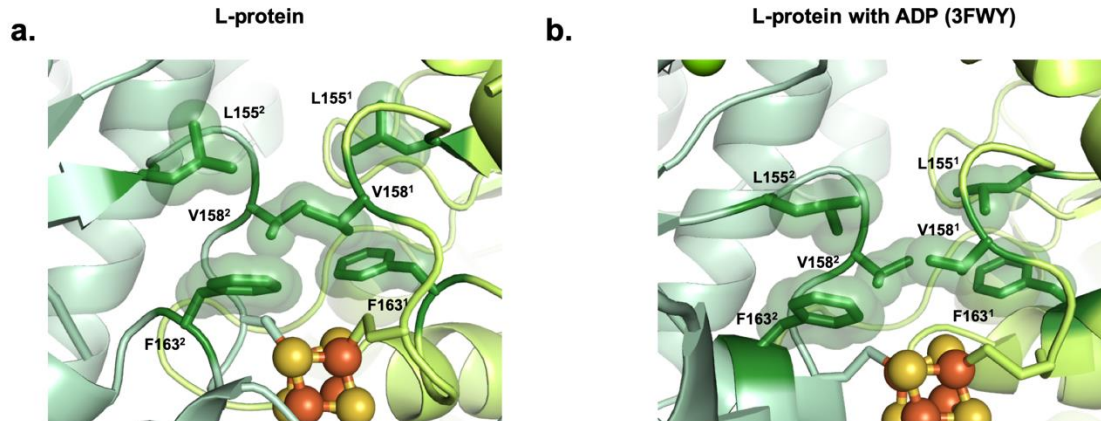 L-protein
a.
L155²
L155¹
V158¹
V158²
F163¹
F163²
L-protein with ADP (3FWY)
b.
L155²
L155¹
V158¹
V158²
F163²
F163¹